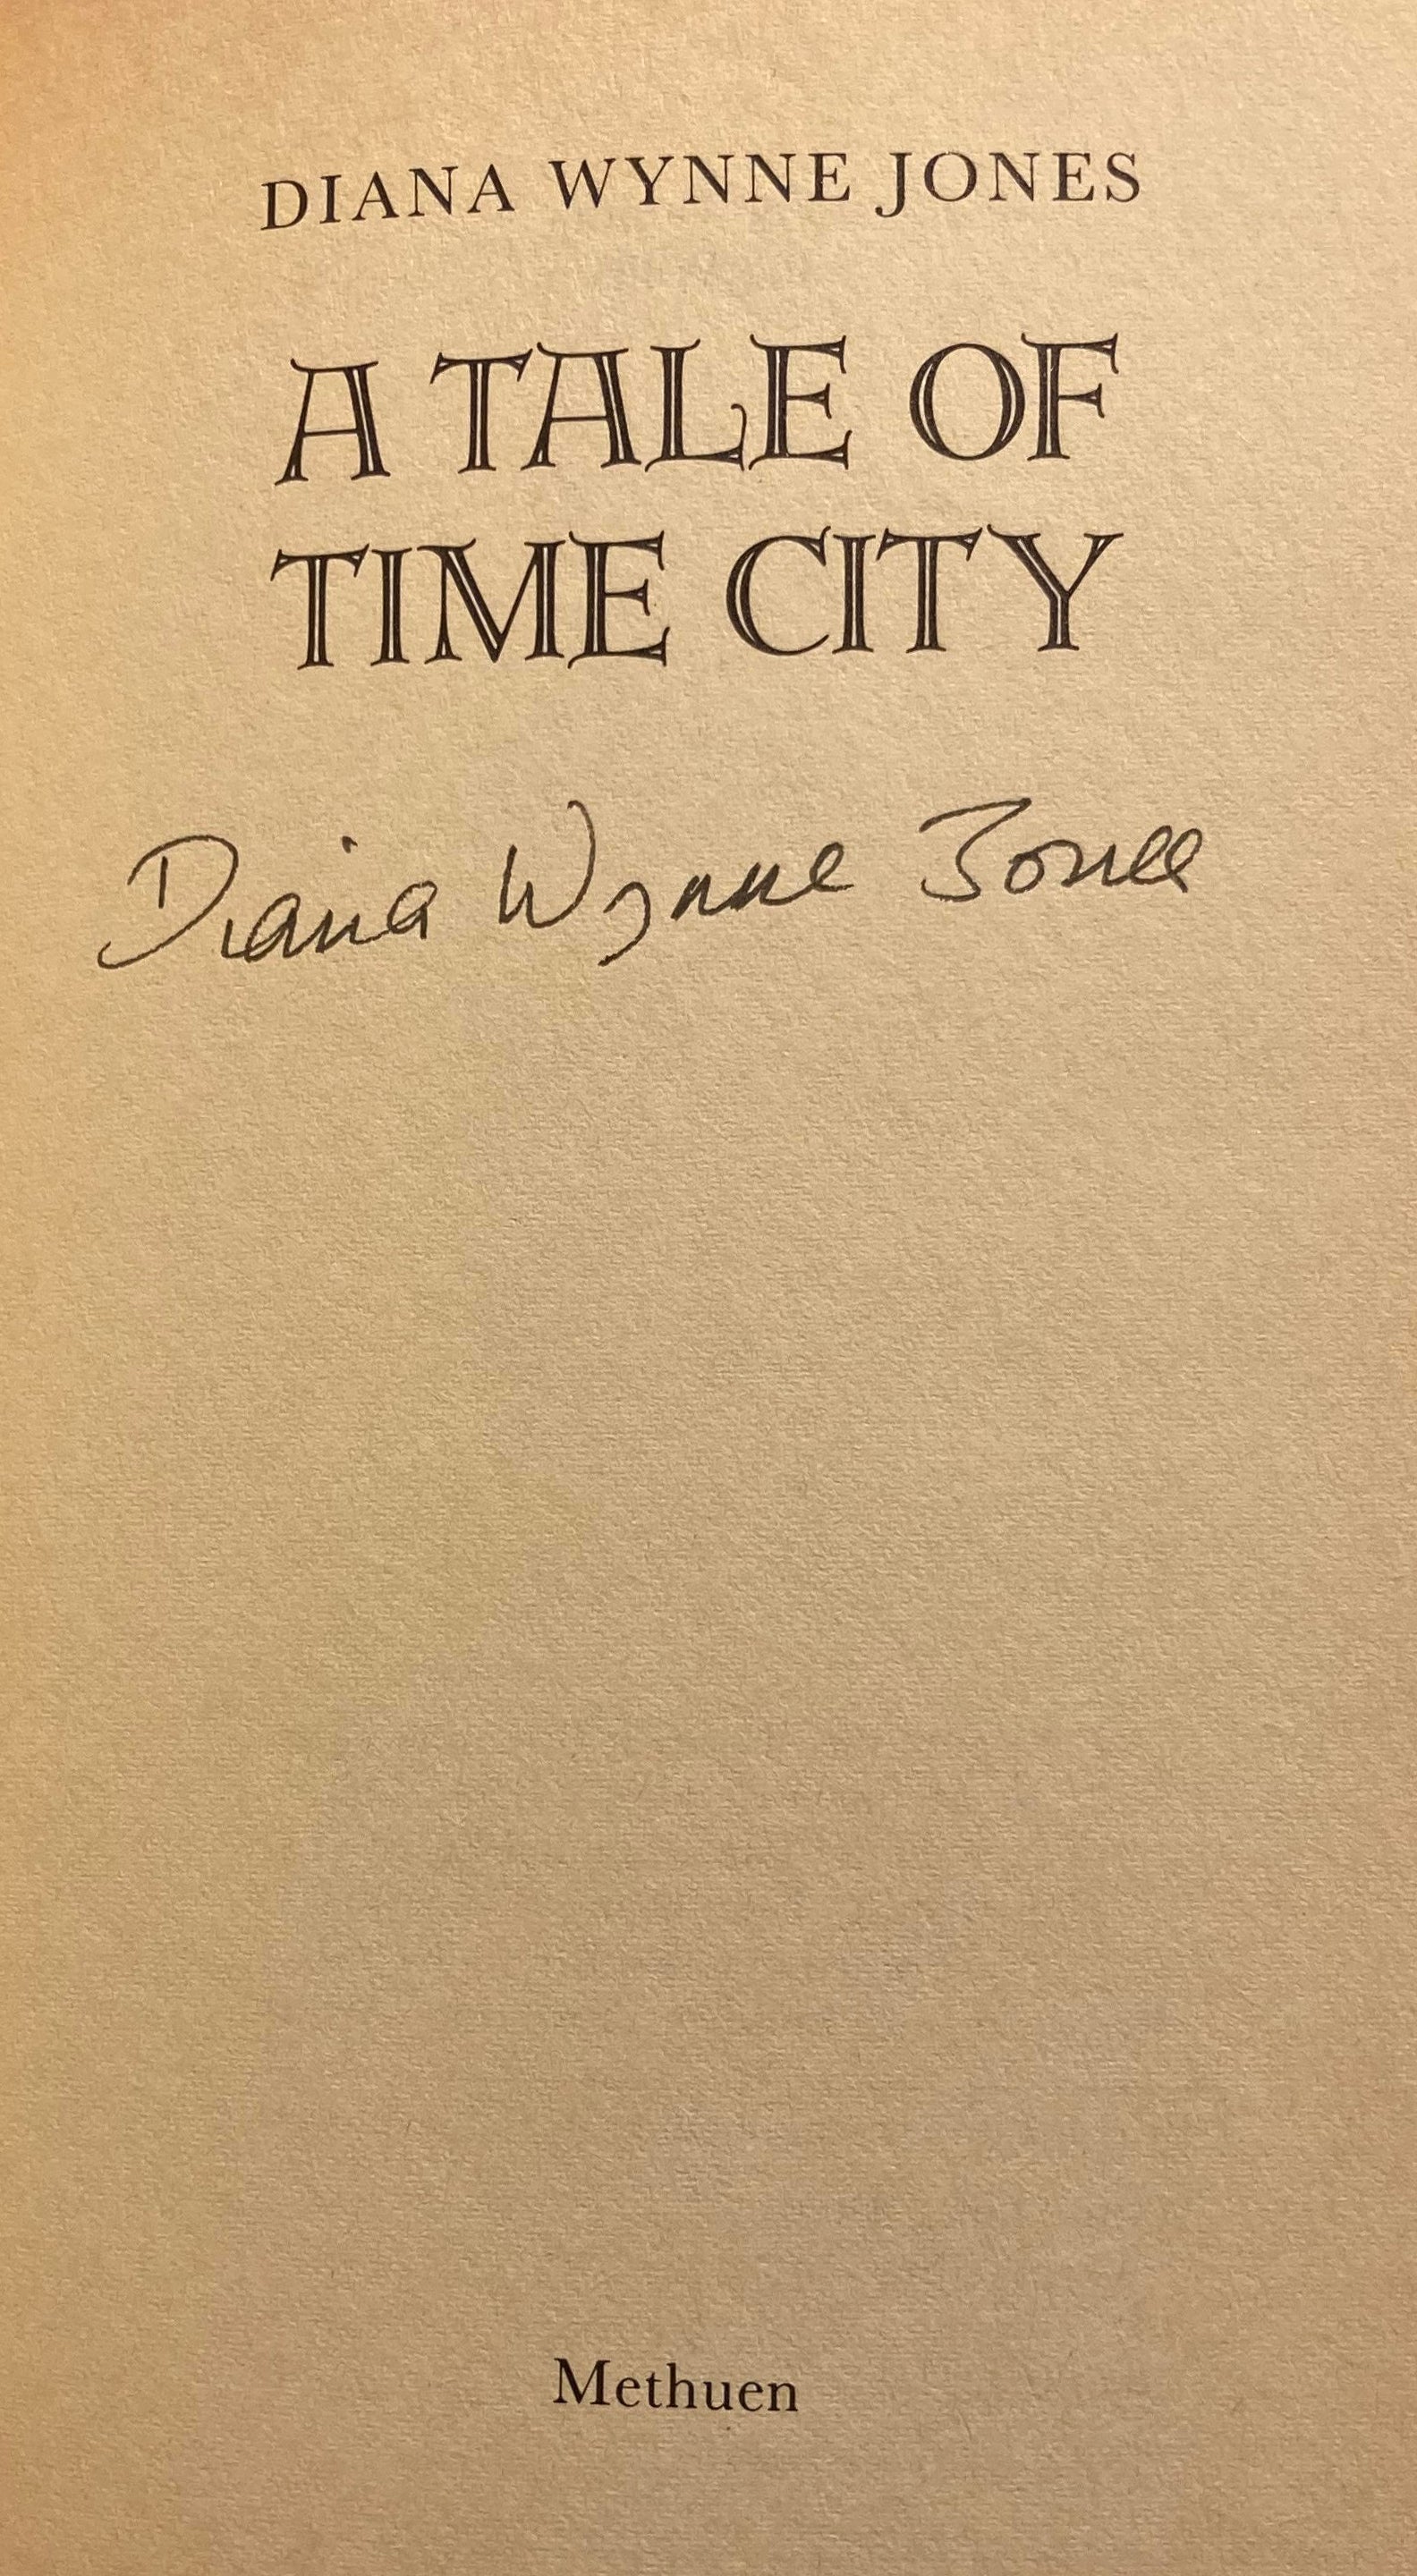 DIANA WYNNE JONES
A TALE OF
TIME CITY
Diana Wynne Jones
Methuen